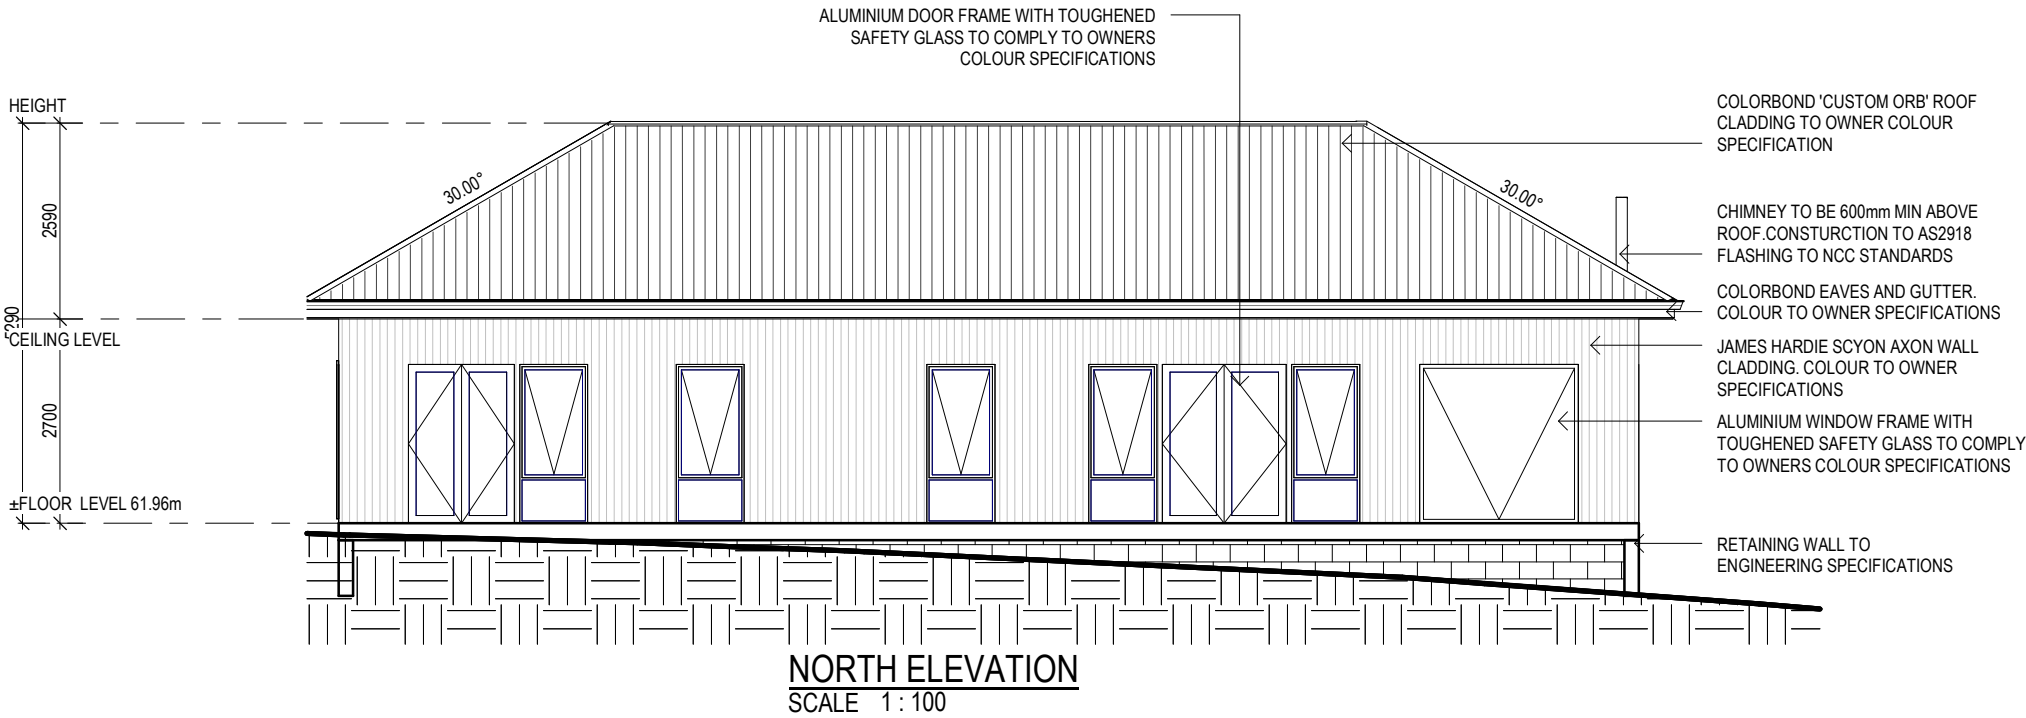 ALUMINIUM DOOR FRAME WITH TOUGHENED
SAFETY GLASS TO COMPLY TO OWNERS
COLOUR SPECIFICATIONS
HEIGHT
2590
5290
CEILING LEVEL
2700
±FLOOR LEVEL 61.96m
30.00°
30.00°
COLORBOND 'CUSTOM ORB' ROOF
CLADDING TO OWNER COLOUR
SPECIFICATION
CHIMNEY TO BE 600mm MIN ABOVE
ROOF.CONSTURCTION TO AS2918
FLASHING TO NCC STANDARDS
COLORBOND EAVES AND GUTTER.
COLOUR TO OWNER SPECIFICATIONS
JAMES HARDIE SCYON AXON WALL
CLADDING. COLOUR TO OWNER
SPECIFICATIONS
ALUMINIUM WINDOW FRAME WITH
TOUGHENED SAFETY GLASS TO COMPLY
TO OWNERS COLOUR SPECIFICATIONS
RETAINING WALL TO
ENGINEERING SPECIFICATIONS
NORTH ELEVATION
SCALE 1 : 100